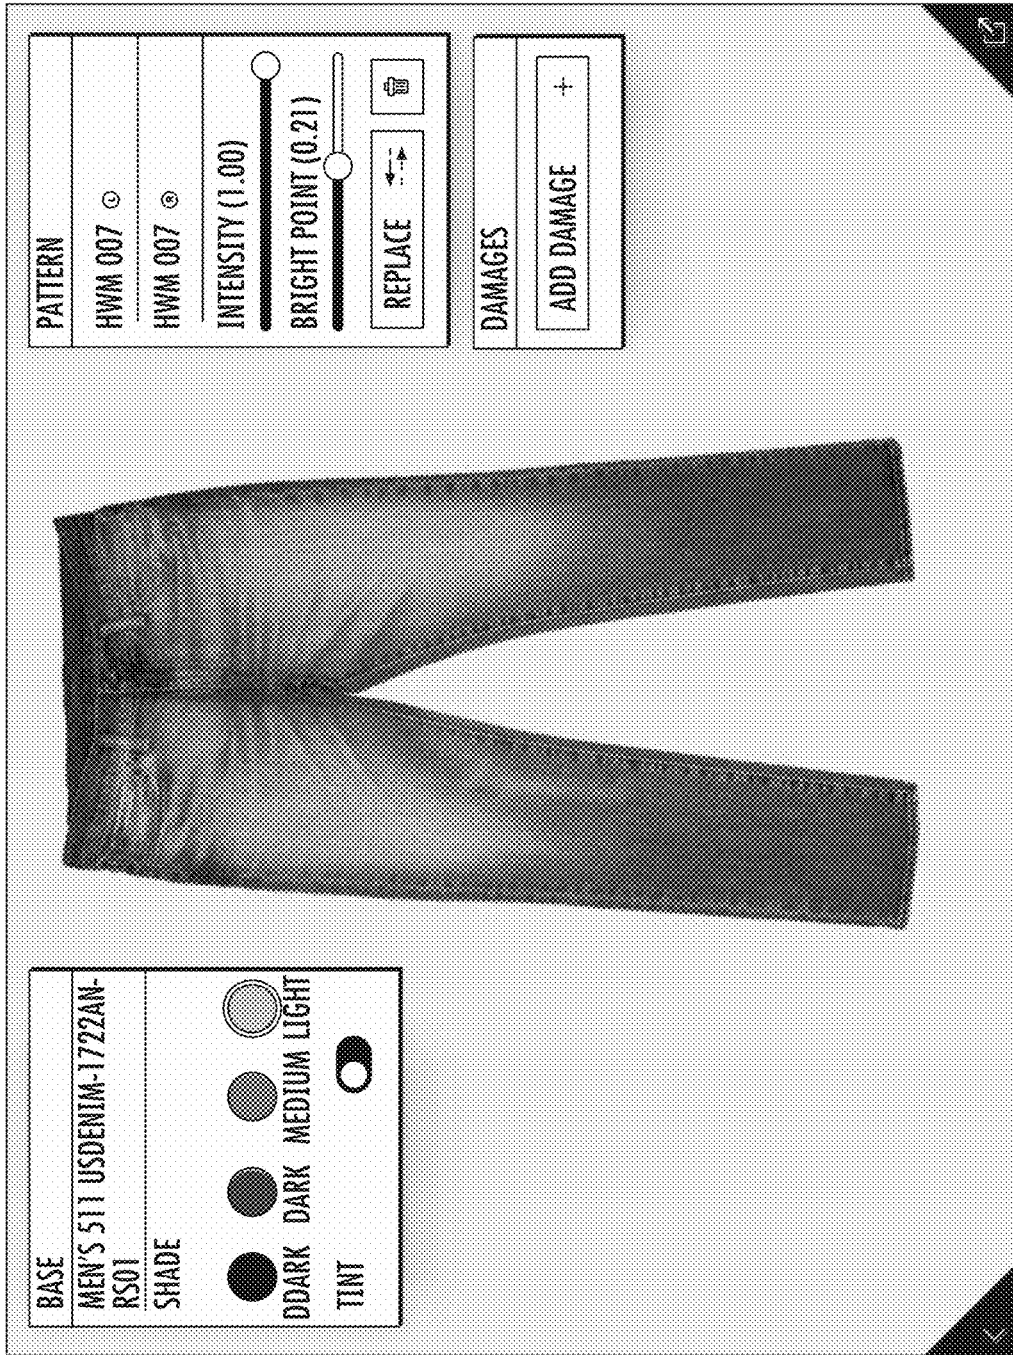 BASE
MEN'S 511 USDENIM-1722AN-
RS01
SHADE
DDARK DARK MEDIUM LIGHT
TINT
PATTERN
HWM 007 L
HWM 007 R
INTENSITY (1.00)
BRIGHT POINT (0.21)
REPLACE
DAMAGES
ADD DAMAGE +